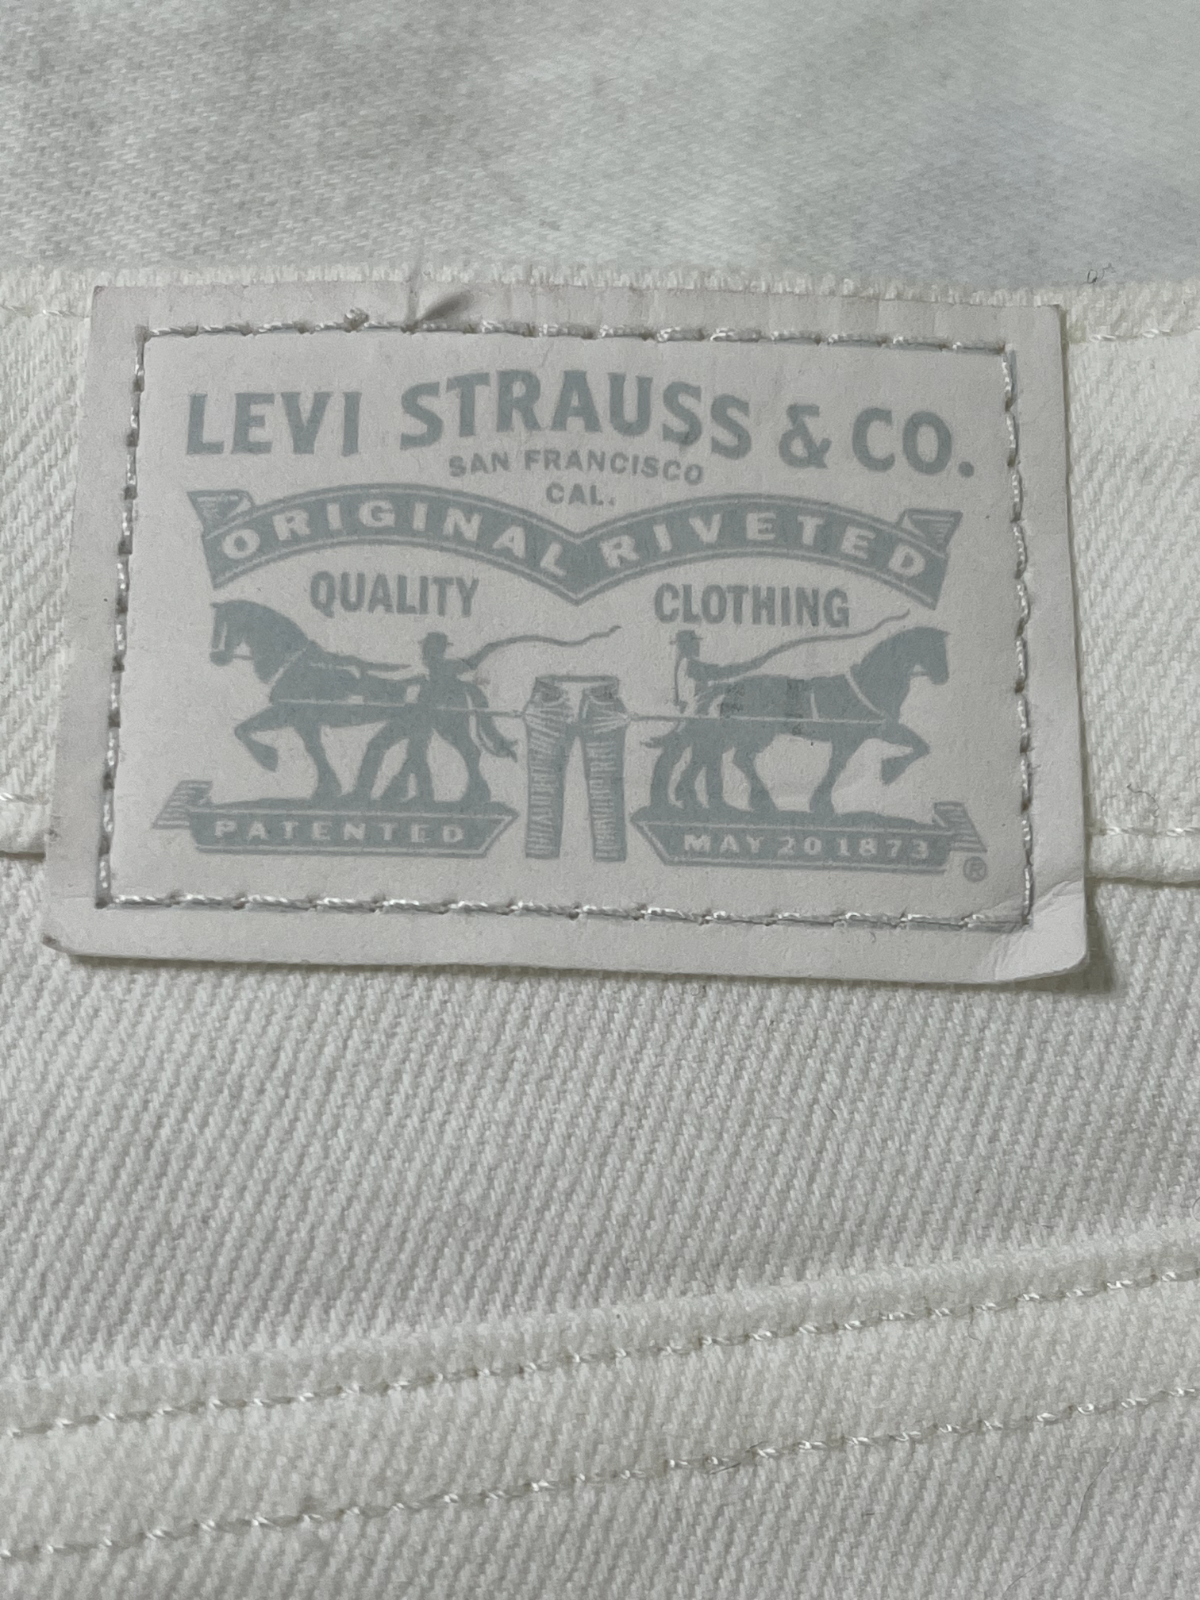 LEVI STRAUSS & CO.
SAN FRANCISCO
CAL.
ORIGINAL RIVETED
QUALITY CLOTHING
PATENTED MAY 20 1873
®